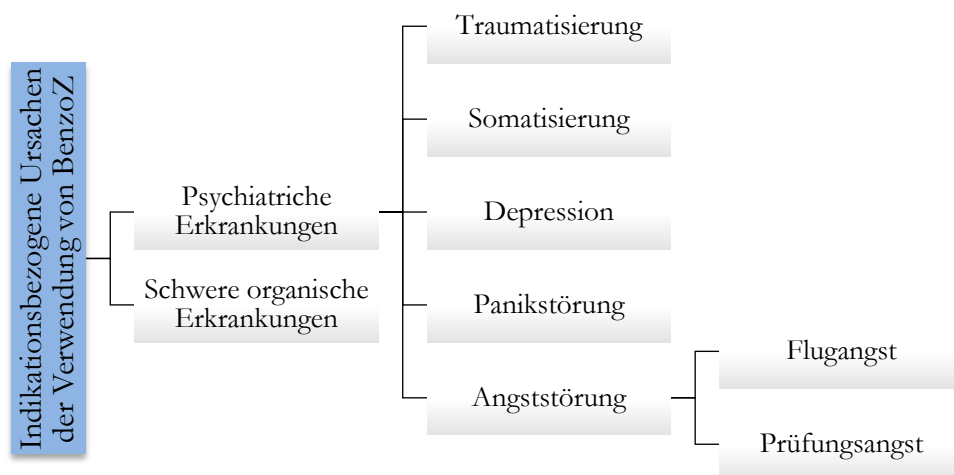 Indikationsbezogene Ursachen
der Verwendung von BenzoZ
Psychiatriche
Erkrankungen
Schwere organische
Erkrankungen
Traumatisierung
Somatisierung
Depression
Panikstörung
Angststörung
Flugangst
Prüfungsangst